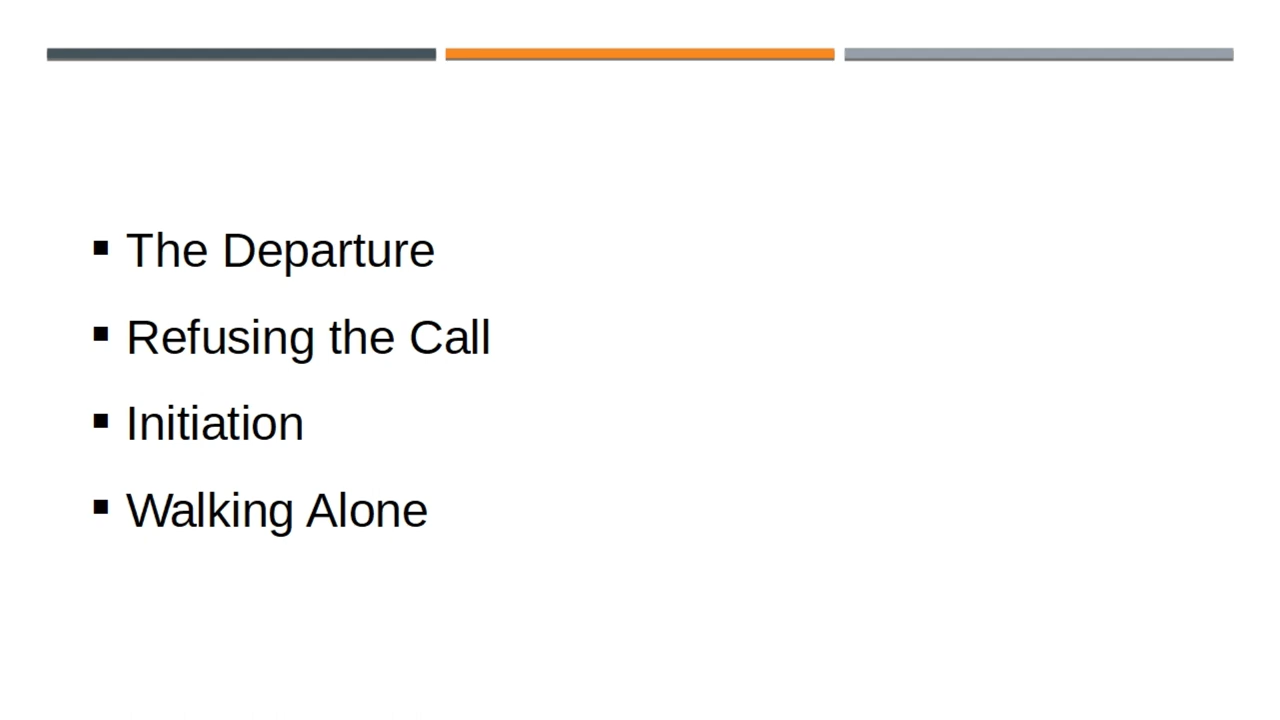 ▪ The Departure
▪ Refusing the Call
▪ Initiation
▪ Walking Alone